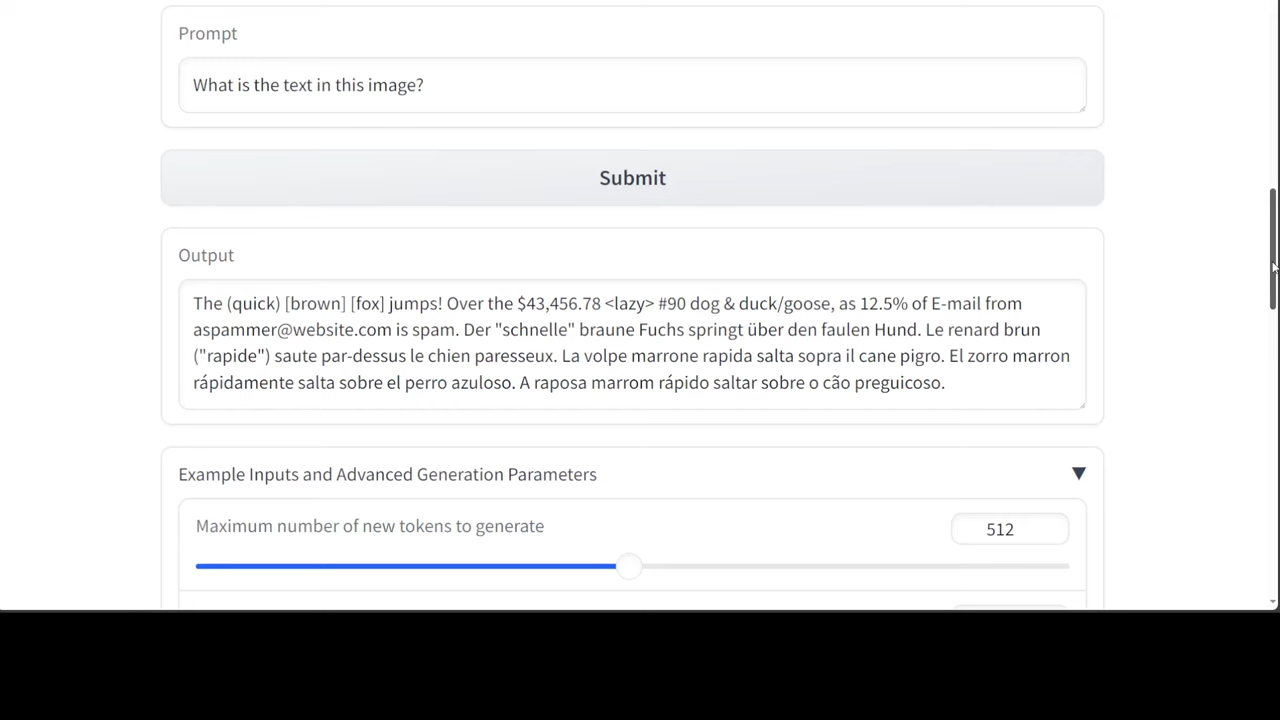 Prompt
What is the text in this image?
Submit
Output
The (quick) [brown] [fox] jumps! Over the $43,456.78 <lazy> #90 dog & duck/goose, as 12.5% of E-mail from
aspammer@website.com is spam. Der "schnelle" braune Fuchs springt über den faulen Hund. Le renard brun
("rapide") saute par-dessus le chien paresseux. La volpe marrone rapida salta sopra il cane pigro. El zorro marron
rápidamente salta sobre el perro azuloso. A raposa marrom rápido saltar sobre o cão preguicoso.
Example Inputs and Advanced Generation Parameters
Maximum number of new tokens to generate
512